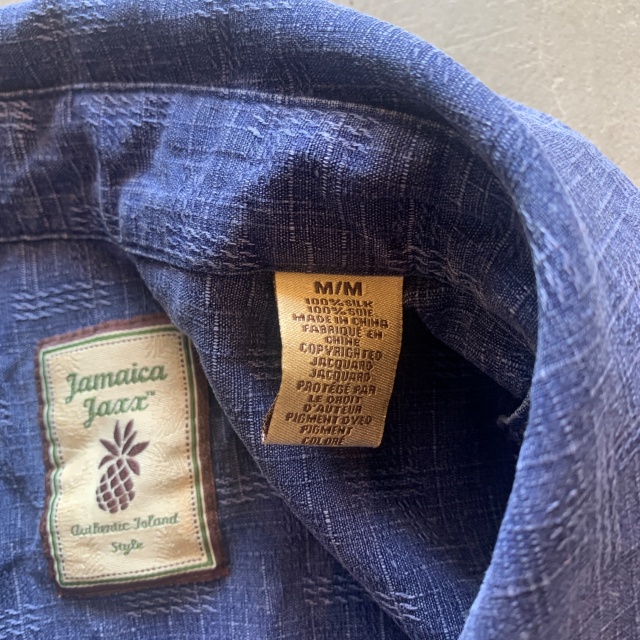 M/M
100% SILK
100% SOIE
MADE IN CHINA
FABRIQUE EN
CHINE
COPYRIGHTED
JACQUARD
JACQUARD
PROTÉGÉ PAR
LE DROIT
D'AUTEUR
PIGMENT DYED
PIGMENT
COLORÉ
Jamaica
Jaxx™
Authentic Island
Style